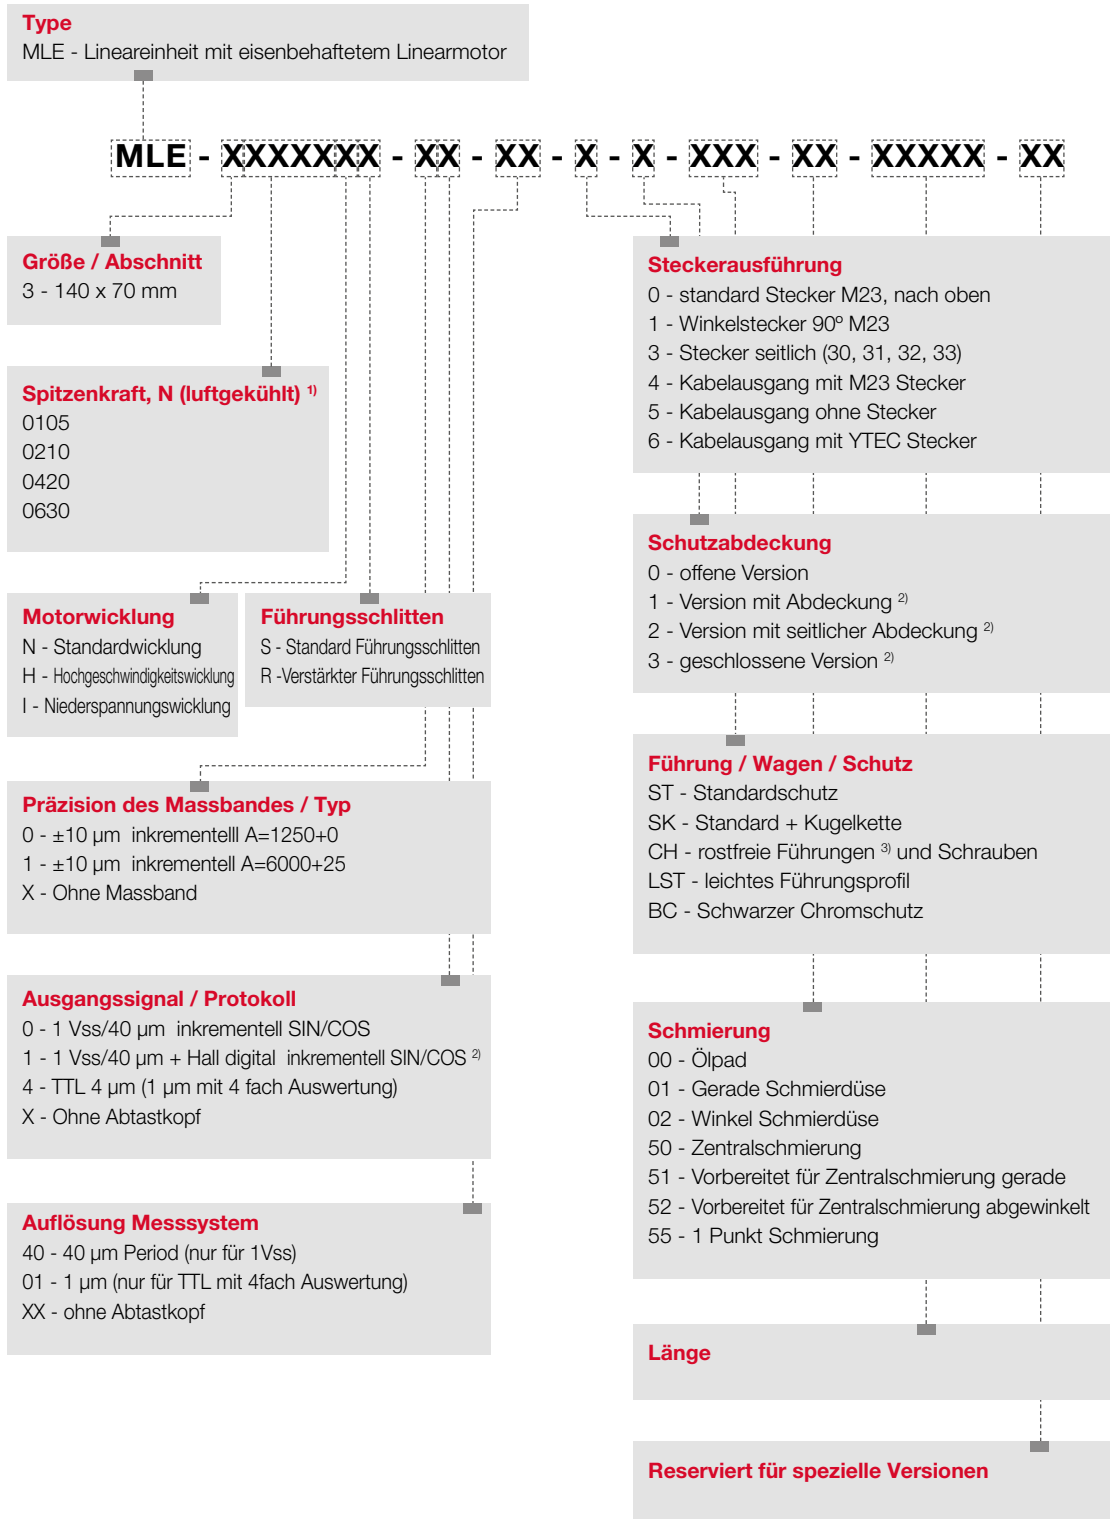 Type
MLE - Lineareinheit mit eisenbehaftetem Linearmotor
MLE - XXXXXXX - XX - XX - X - X - XXX - XX - XXXXX - XX
Größe / Abschnitt
3 - 140 x 70 mm
Spitzenkraft, N (luftgekühlt) 1)
0105
0210
0420
0630
Motorwicklung
N - Standardwicklung
H - Hochgeschwindigkeitswicklung
I - Niederspannungswicklung
Führungsschlitten
S - Standard Führungsschlitten
R -Verstärkter Führungsschlitten
Präzision des Massbandes / Typ
0 - ±10 µm inkrementelll A=1250+0
1 - ±10 µm inkrementell A=6000+25
X - Ohne Massband
Ausgangssignal / Protokoll
0 - 1 Vss/40 µm inkrementell SIN/COS
1 - 1 Vss/40 µm + Hall digital inkrementell SIN/COS 2)
4 - TTL 4 µm (1 µm mit 4 fach Auswertung)
X - Ohne Abtastkopf
Auflösung Messsystem
40 - 40 µm Period (nur für 1Vss)
01 - 1 µm (nur für TTL mit 4fach Auswertung)
XX - ohne Abtastkopf
Steckerausführung
0 - standard Stecker M23, nach oben
1 - Winkelstecker 90º M23
3 - Stecker seitlich (30, 31, 32, 33)
4 - Kabelausgang mit M23 Stecker
5 - Kabelausgang ohne Stecker
6 - Kabelausgang mit YTEC Stecker
Schutzabdeckung
0 - offene Version
1 - Version mit Abdeckung 2)
2 - Version mit seitlicher Abdeckung 2)
3 - geschlossene Version 2)
Führung / Wagen / Schutz
ST - Standardschutz
SK - Standard + Kugelkette
CH - rostfreie Führungen 3) und Schrauben
LST - leichtes Führungsprofil
BC - Schwarzer Chromschutz
Schmierung
00 - Ölpad
01 - Gerade Schmierdüse
02 - Winkel Schmierdüse
50 - Zentralschmierung
51 - Vorbereitet für Zentralschmierung gerade
52 - Vorbereitet für Zentralschmierung abgewinkelt
55 - 1 Punkt Schmierung
Länge
Reserviert für spezielle Versionen